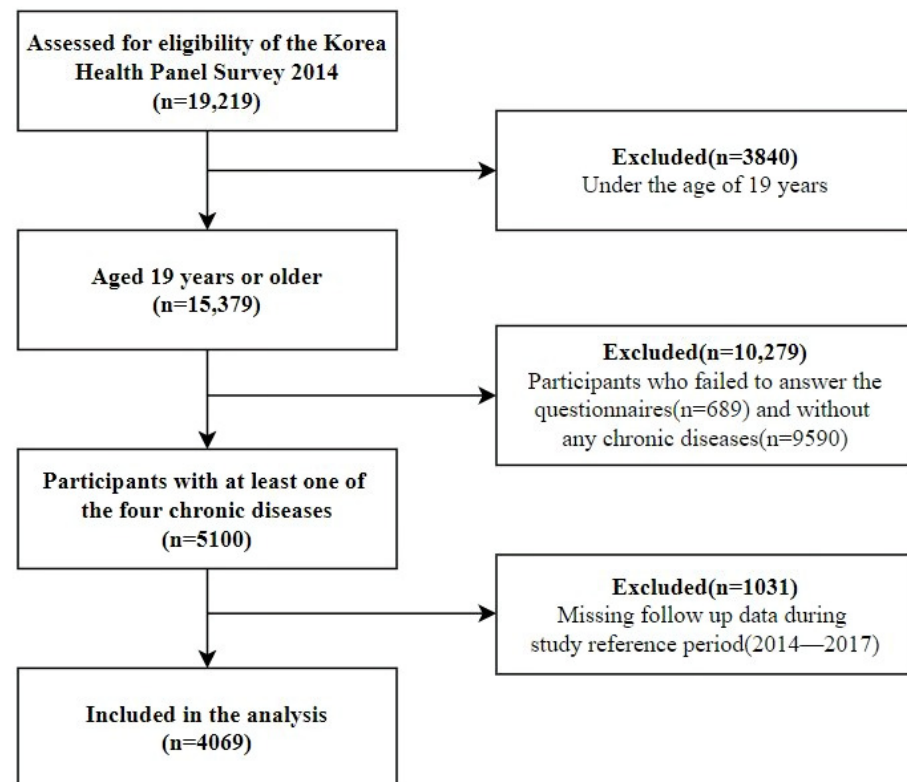 Assessed for eligibility of the Korea
Health Panel Survey 2014
(n=19,219)
Excluded(n=3840)
Under the age of 19 years
Aged 19 years or older
(n=15,379)
Excluded(n=10,279)
Participants who failed to answer the
questionnaires(n=689) and without
any chronic diseases(n=9590)
Participants with at least one of
the four chronic diseases
(n=5100)
Excluded(n=1031)
Missing follow up data during
study reference period(2014—2017)
Included in the analysis
(n=4069)